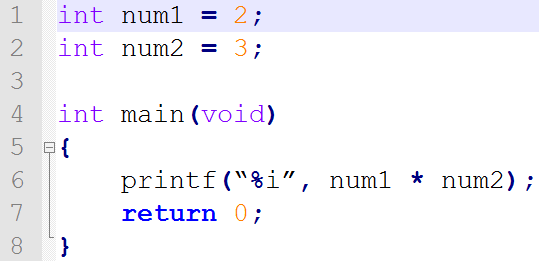 1 int num1 = 2;
2 int num2 = 3;
3
4 int main(void)
5 {
6     printf(“%i”, num1 * num2);
7     return 0;
8 }